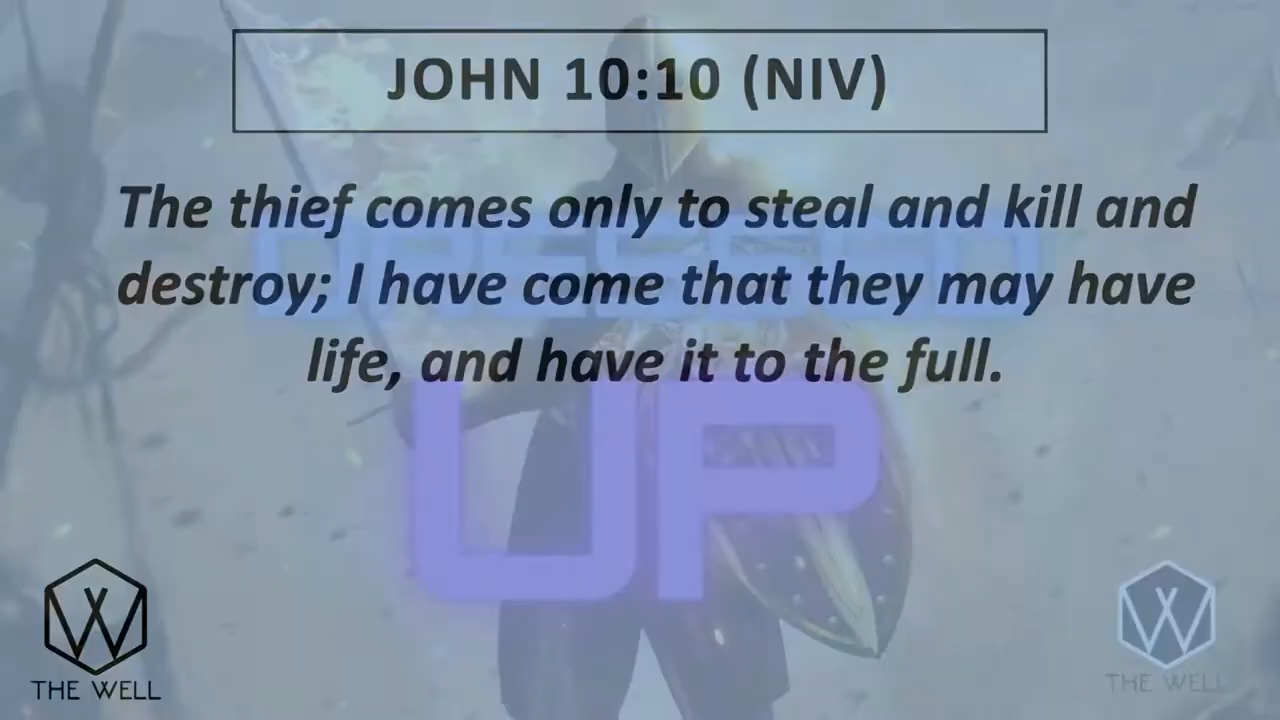 JOHN 10:10 (NIV)
The thief comes only to steal and kill and
destroy; I have come that they may have
life, and have it to the full.
DRESSED
UP
THE WELL
THE WELL